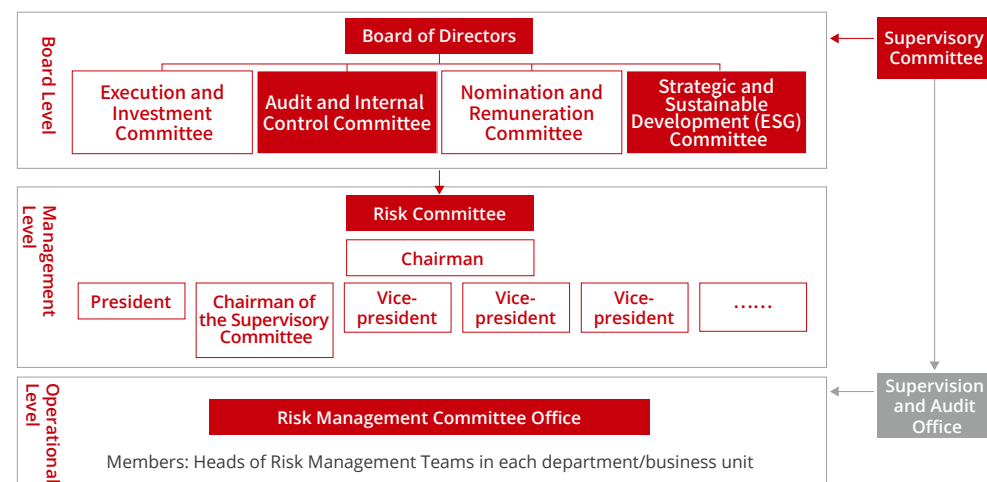 Board Level
Board of Directors
Execution and
Investment
Committee
Audit and Internal
Control Committee
Nomination and
Remuneration
Committee
Strategic and
Sustainable
Development (ESG)
Committee
Supervisory
Committee
Management
Level
Risk Committee
Chairman
President
Chairman of
the Supervisory
Committee
Vice-
president
Vice-
president
Vice-
president
......
Operational
Level
Risk Management Committee Office
Members: Heads of Risk Management Teams in each department/business unit
Supervision
and Audit
Office